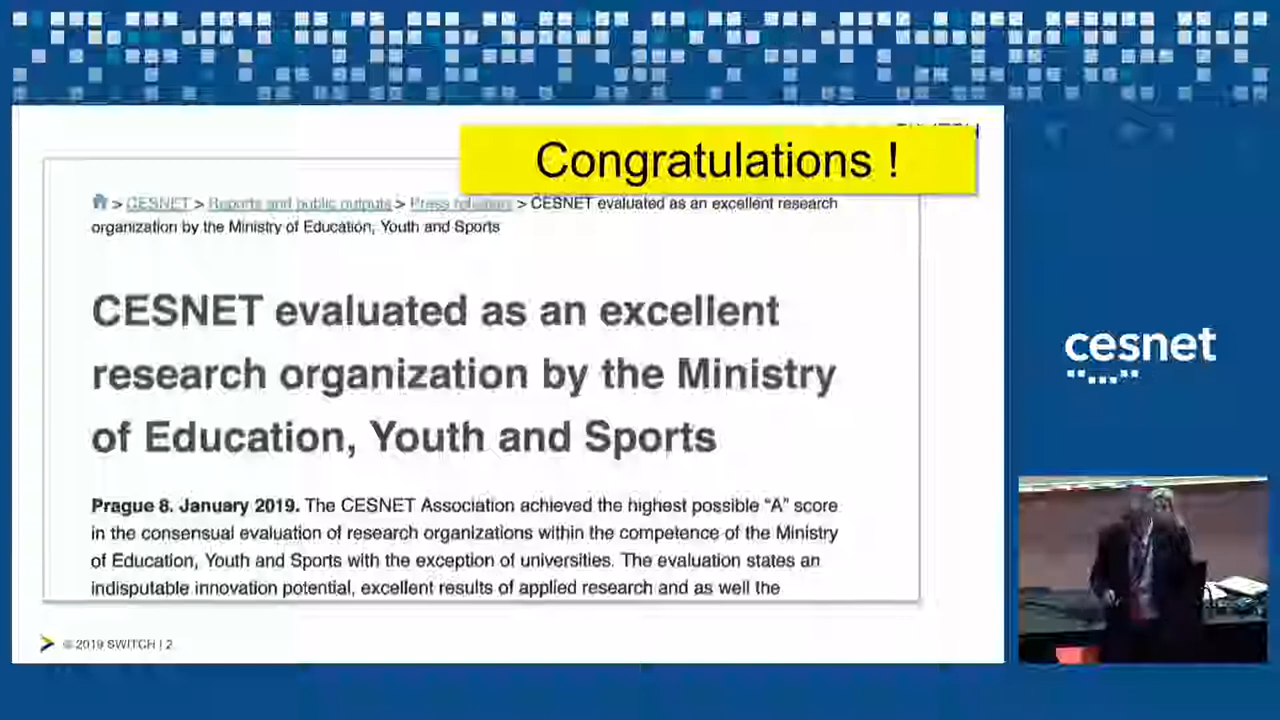 Congratulations !
> CESNET > Reports and public outputs > Press releases > CESNET evaluated as an excellent research
organization by the Ministry of Education, Youth and Sports
CESNET evaluated as an excellent
research organization by the Ministry
of Education, Youth and Sports
Prague 8. January 2019. The CESNET Association achieved the highest possible “A” score
in the consensual evaluation of research organizations within the competence of the Ministry
of Education, Youth and Sports with the exception of universities. The evaluation states an
indisputable innovation potential, excellent results of applied research and as well the
© 2019 SWITCH | 2
cesnet